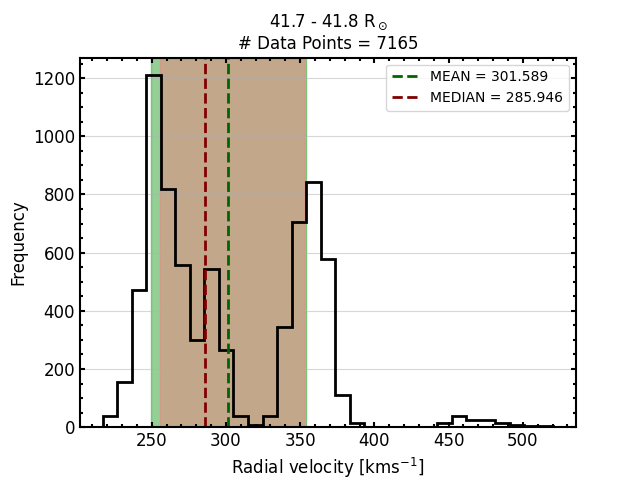 41.7 - 41.8 R⊙
# Data Points = 7165
MEAN = 301.589
MEDIAN = 285.946
Frequency
1200
1000
800
600
400
200
0
250 300 350 400 450 500
Radial velocity [kms⁻¹]